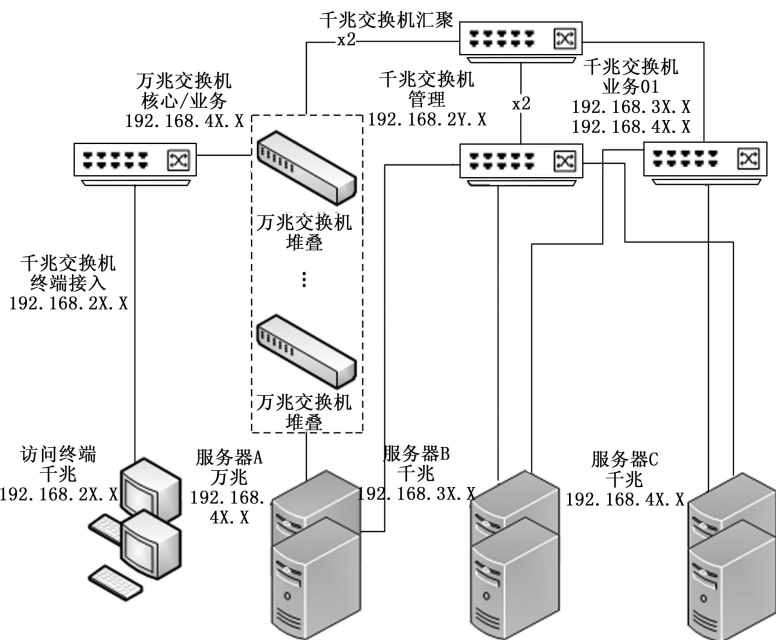 千兆交换机汇聚
x2
万兆交换机
核心/业务
192.168.4X.X
千兆交换机
管理
192.168.2Y.X
x2
千兆交换机
业务01
192.168.3X.X
192.168.4X.X
万兆交换机
堆叠
...
千兆交换机
终端接入
192.168.2X.X
万兆交换机
堆叠
访问终端
千兆
192.168.2X.X
服务器A
万兆
192.168.
4X.X
服务器B
千兆
192.168.3X.X
服务器C
千兆
192.168.4X.X